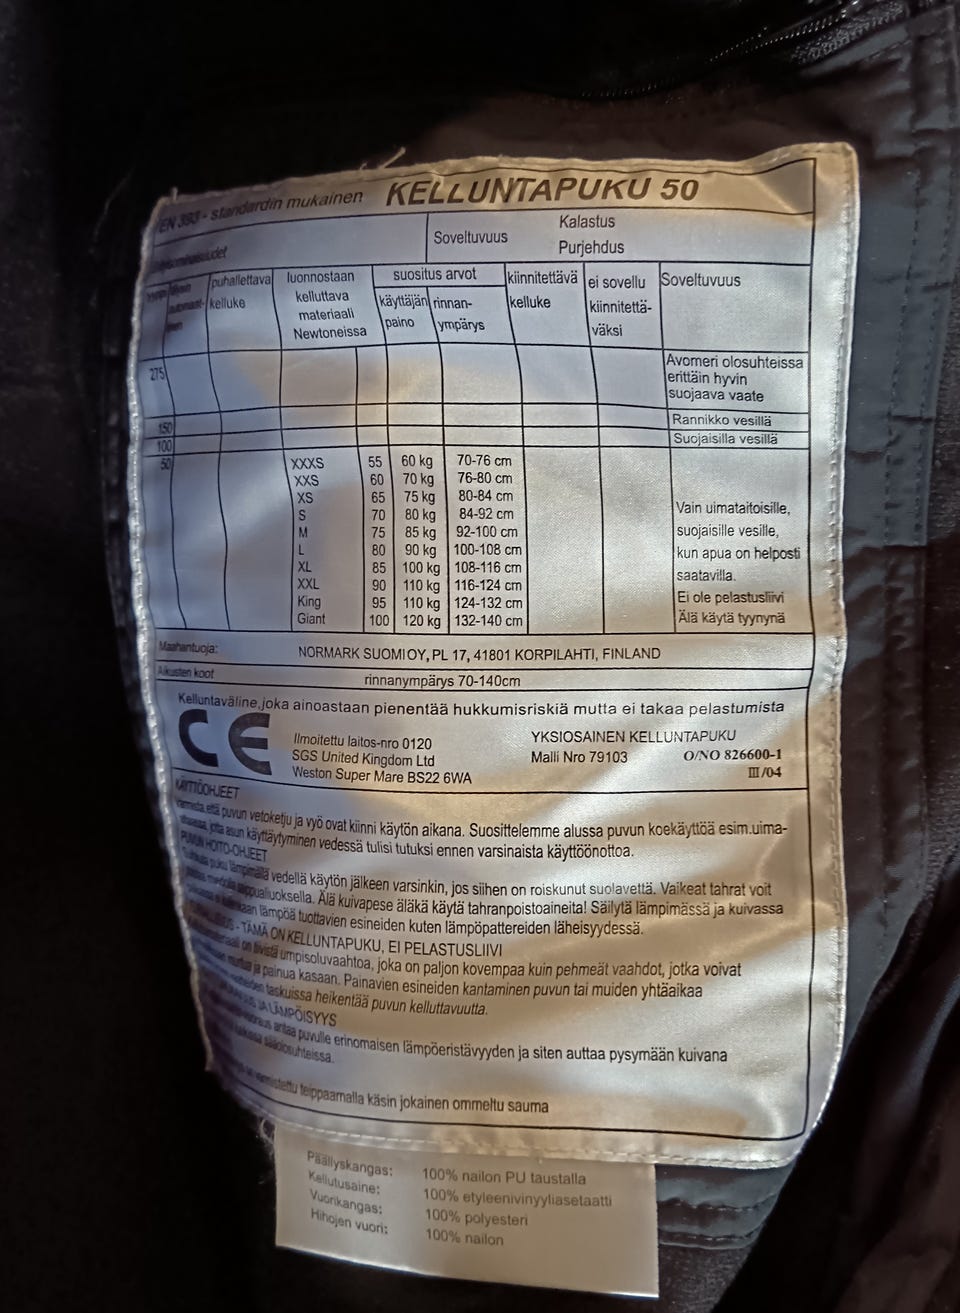 EN 393 - standardin mukainen KELLUNTAPUKU 50
Soveltuvuus
Kalastus
Purjehdus
puhallettava kelluke
luonnostaan kelluttava materiaali Newtoneissa
suositus arvot
käyttäjän paino
rinnan-ympärys
kiinnitettävä kelluke
ei sovellu kiinnitettä-väksi
Soveltuvuus
275 Avomeri olosuhteissa
erittäin hyvin
suojaava vaate
150 Rannikko vesillä
100 Suojaisilla vesillä
50
XXXS 55 60 kg 70-76 cm
XXS 60 70 kg 76-80 cm
XS 65 75 kg 80-84 cm
S 70 80 kg 84-92 cm
M 75 85 kg 92-100 cm
L 80 90 kg 100-108 cm
XL 85 100 kg 108-116 cm
XXL 90 110 kg 116-124 cm
King 95 110 kg 124-132 cm
Giant 100 120 kg 132-140 cm
Vain uimataitoisille,
suojaisille vesille,
kun apua on helposti
saatavilla.
Ei ole pelastusliivi
Älä käytä tyynynä
Maahantuoja: NORMARK SUOMI OY, PL 17, 41801 KORPILAHTI, FINLAND
Aikusten koot rinnanympärys 70-140cm
Kelluntaväline,joka ainoastaan pienentää hukkumisriskiä mutta ei takaa pelastumista
CE
Ilmoitettu laitos-nro 0120
SGS United Kingdom Ltd
Weston Super Mare BS22 6WA
YKSIOSAINEN KELLUNTAPUKU
Malli Nro 79103 O/NO 826600-1
III/04
KÄYTTÖOHJEET
Varmista,että puvun vetoketju ja vyö ovat kiinni käytön aikana. Suosittelemme alussa puvun koekäyttöä esim.uima-
jotta asun käyttäytyminen vedessä tulisi tutuksi ennen varsinaista käyttöönottoa.
PUVUN HOITO-OHJEET
puku lämpimällä vedellä käytön jälkeen varsinkin, jos siihen on roiskunut suolavettä. Vaikeat tahrat voit
saippualiuoksella. Älä kuivapese äläkä käytä tahranpoistoaineita! Säilytä lämpimässä ja kuivassa
lämpöä tuottavien esineiden kuten lämpöpattereiden läheisyydessä.
- TÄMÄ ON KELLUNTAPUKU, EI PELASTUSLIIVI
on tiivistä umpisoluvaahtoa, joka on paljon kovempaa kuin pehmeät vaahdot, jotka voivat
ja painua kasaan. Painavien esineiden kantaminen puvun tai muiden yhtäaikaa
taskuissa heikentää puvun kelluttavuutta.
JA LÄMPÖISYYS
antaa puvulle erinomaisen lämpöeristävyyden ja siten auttaa pysymään kuivana
sääolosuhteissa.
on varmistettu teippaamalla käsin jokainen ommeltu sauma
Päällyskangas: 100% nailon PU taustalla
Kellutusaine: 100% etyleenivinyyliasetaatti
Vuorikangas: 100% polyesteri
Hihojen vuori: 100% nailon